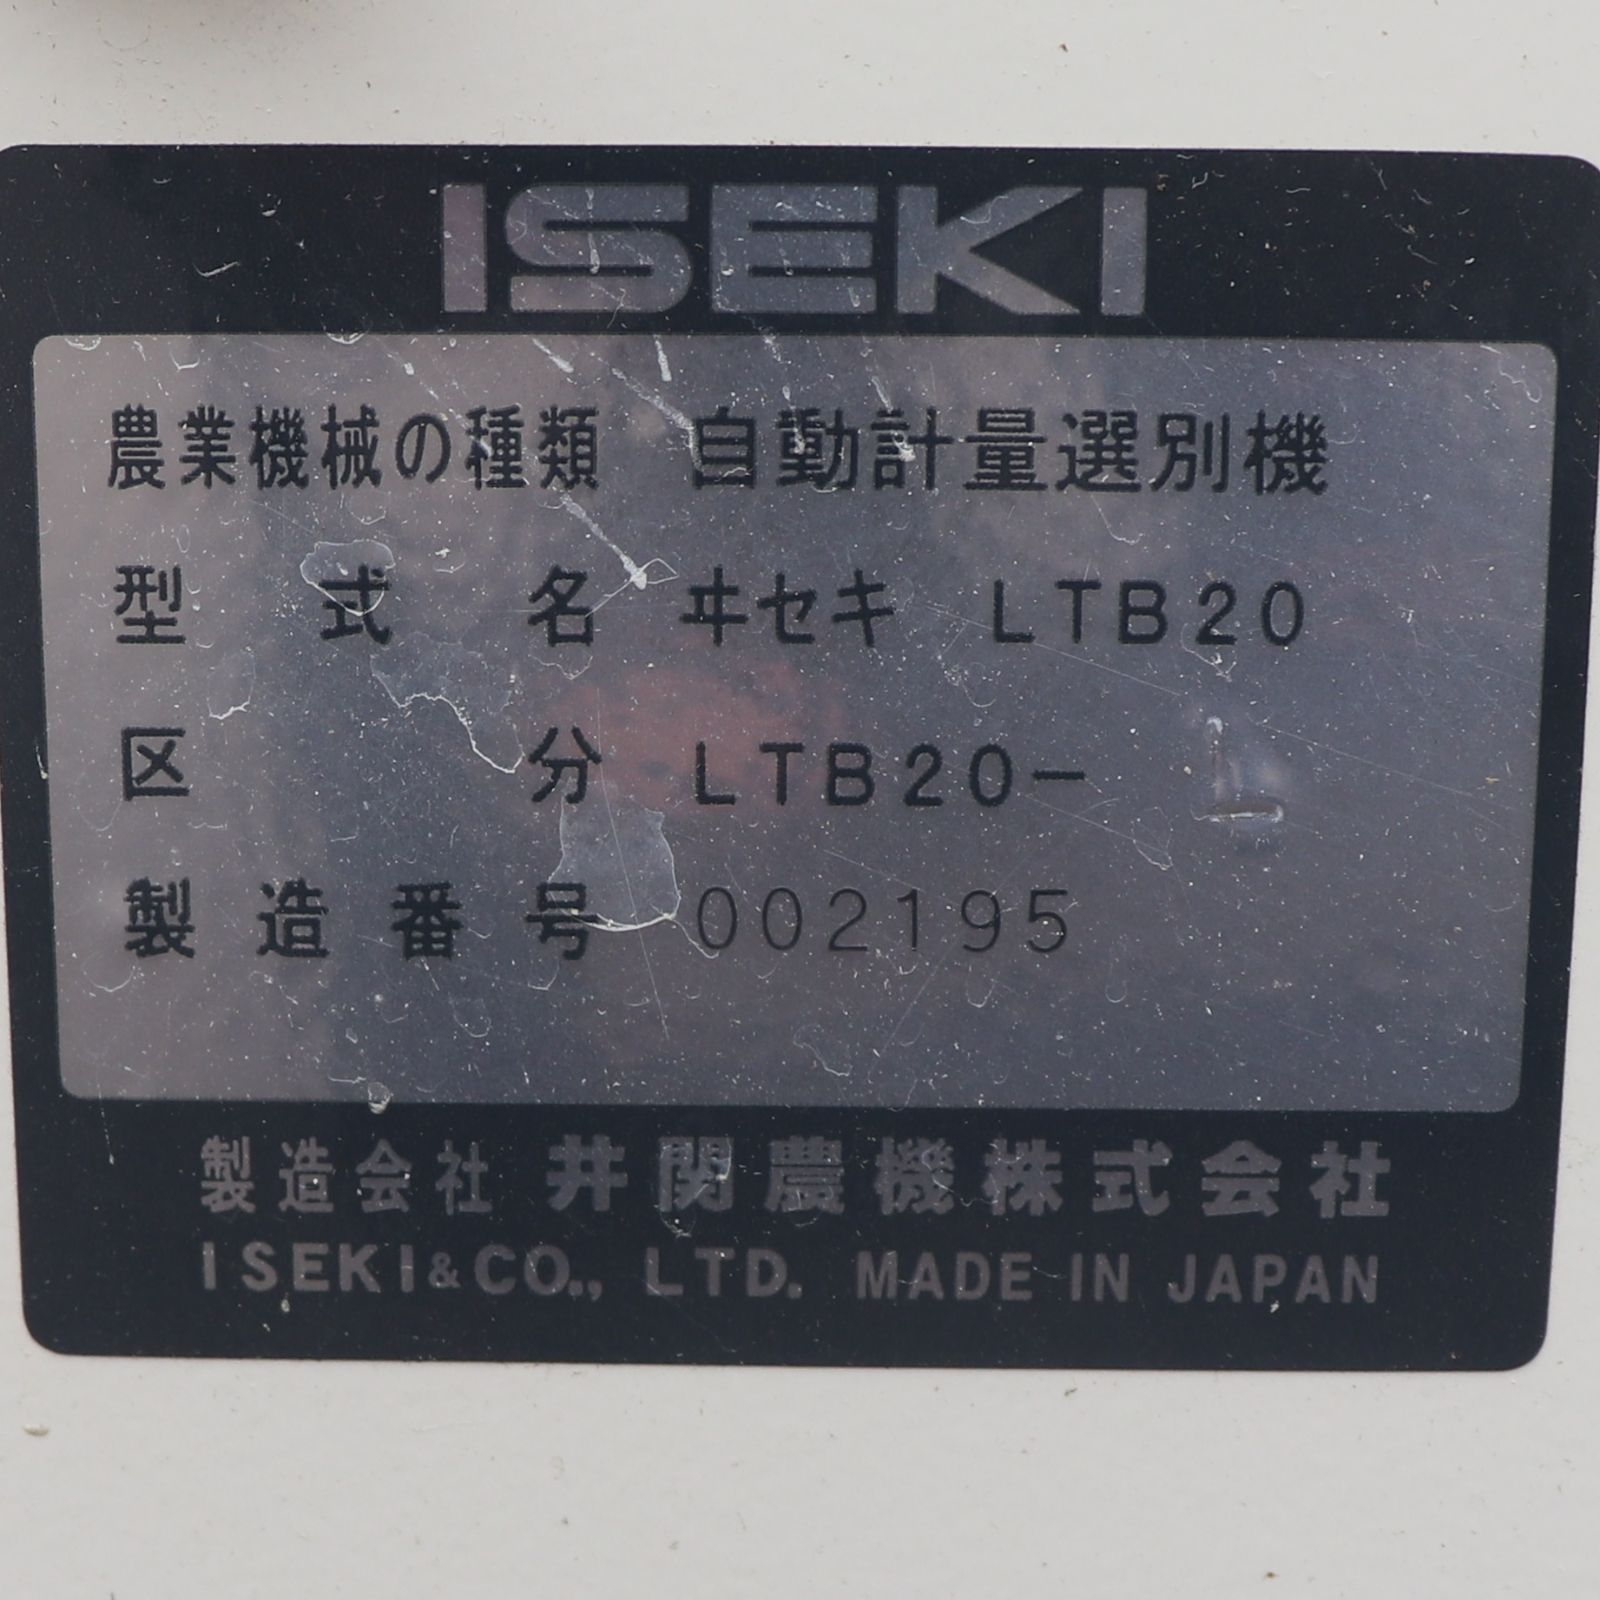 ISEKI
農業機械の種類 自動計量選別機
型式名 ヰセキ LTB20
区分 LTB20-
製造番号 002195
製造会社 井関農機株式会社
ISEKI&CO., LTD. MADE IN JAPAN